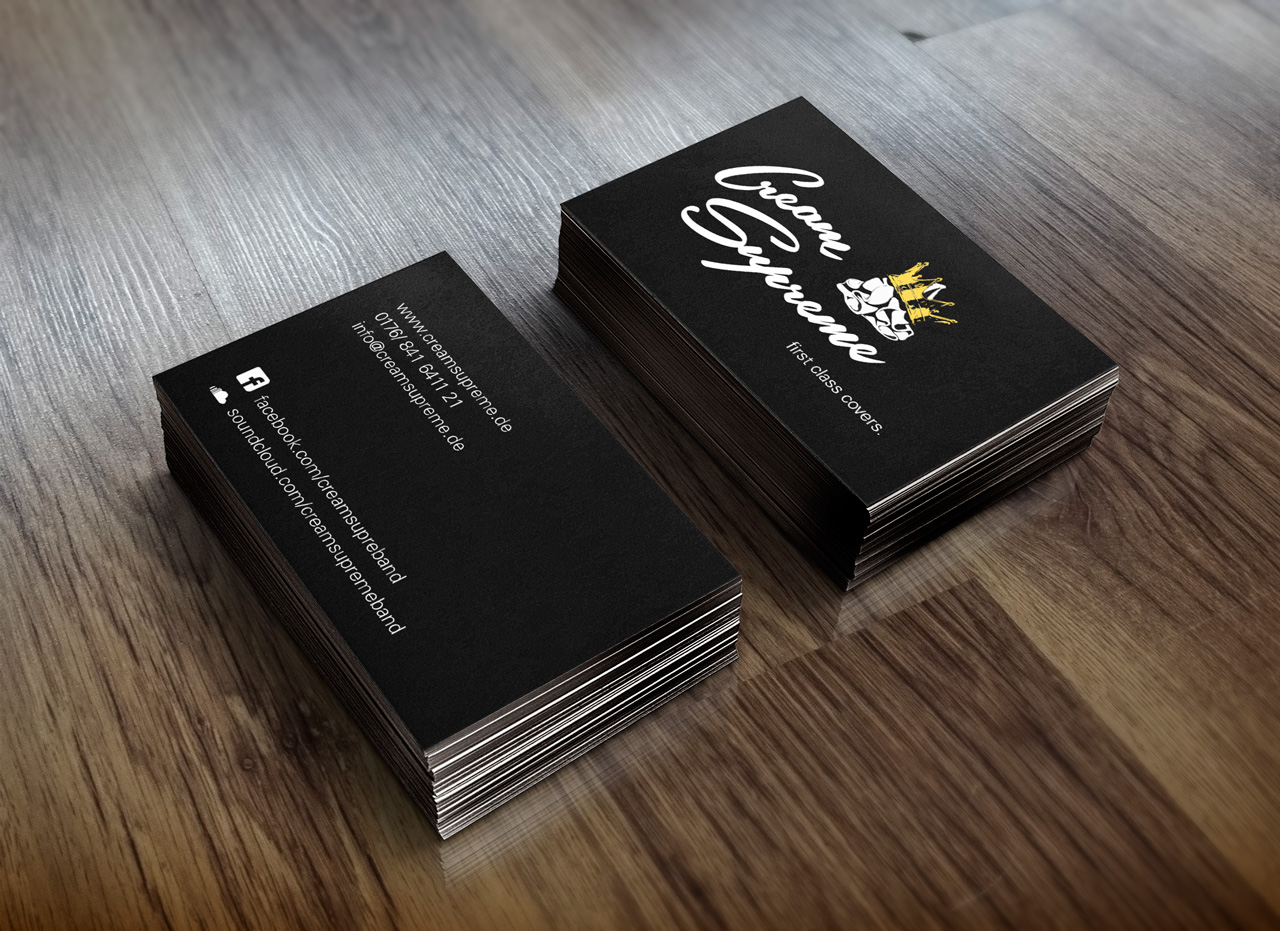 www.creamsupreme.de
0176/ 841 6411 21
info@creamsupreme.de
facebook.com/creamsupreband
soundcloud.com/creamsupremeband
Cream
Supreme
first class covers.